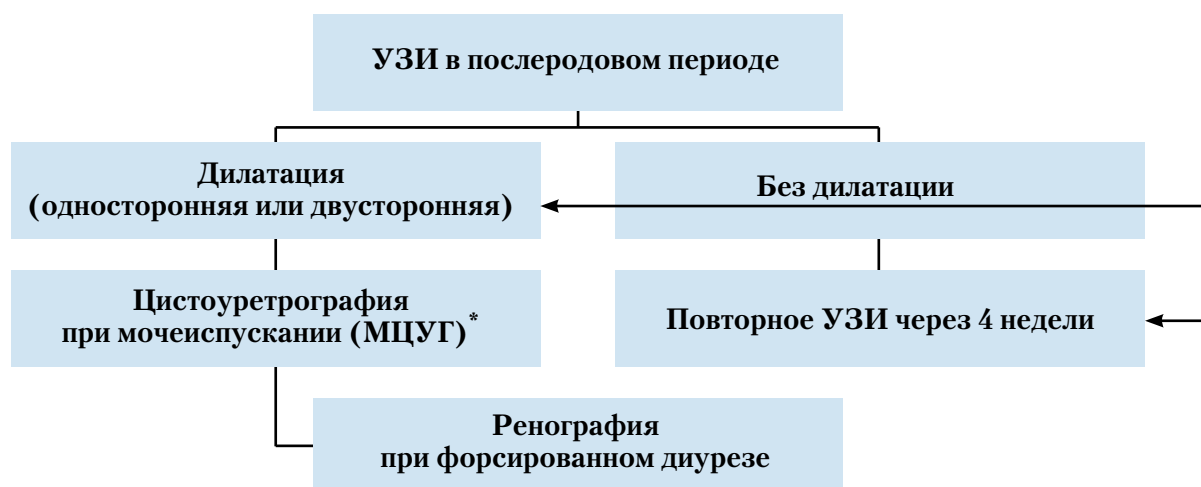 УЗИ в послеродовом периоде
Дилатация
(односторонняя или двусторонняя)
Без дилатации
Цистоуретрография
при мочеиспускании (МЦУГ)*
Повторное УЗИ через 4 недели
Ренография
при форсированном диурезе